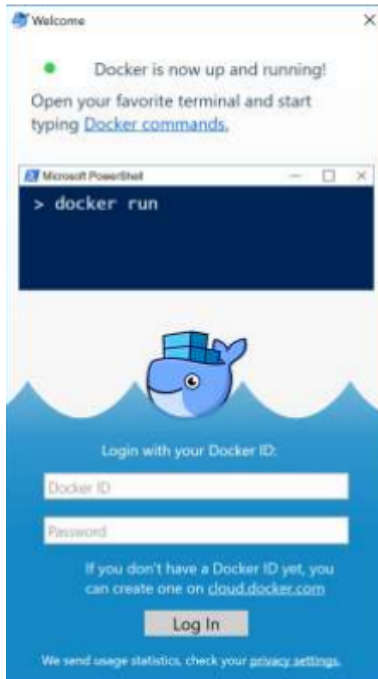 Welcome
Docker is now up and running!
Open your favorite terminal and start
typing Docker commands.
Microsoft PowerShell
> docker run
Login with your Docker ID:
Docker ID
Password
If you don't have a Docker ID yet, you
can create one on cloud.docker.com
Log In
We send usage statistics, check your privacy settings.